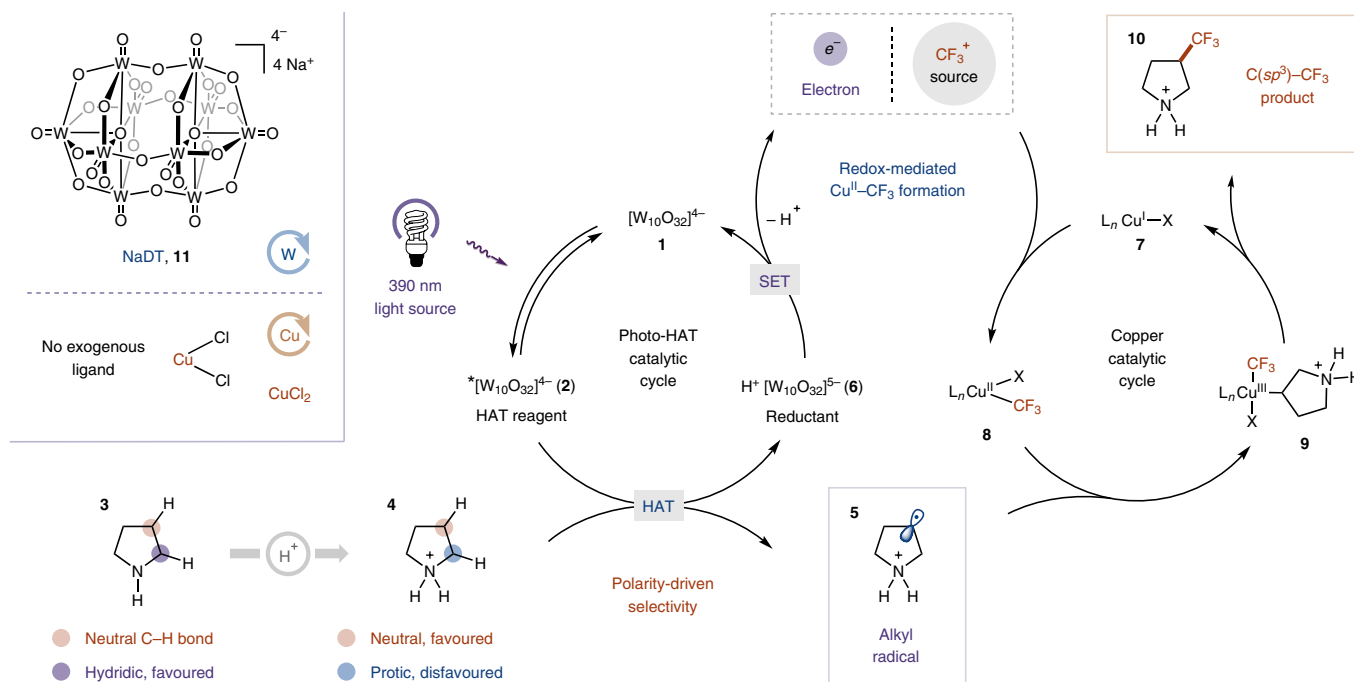 4–
4 Na⁺
O
O
O
O
O
W
W
O
O
O
O
O
O
W
W
O
O
O
O=W
O
W=O
O
W
W
O
O
O
O
O
O
O
W
O
W
O
O
O
NaDT, 11
W
No exogenous
ligand
Cu
Cl
Cl
Cu
CuCl₂
390 nm
light source
[W₁₀O₃₂]⁴⁻
1
Photo-HAT
catalytic
cycle
*[W₁₀O₃₂]⁴⁻ (2)
HAT reagent
H⁺ [W₁₀O₃₂]⁵⁻ (6)
Reductant
SET
– H⁺
e⁻
Electron
CF₃⁺
source
Redox-mediated
Cuᴵᴵ–CF₃ formation
10
CF₃
+
N
H H
C(sp³)–CF₃
product
LₙCuᴵ–X
7
Copper
catalytic
cycle
LₙCuᴵᴵ
X
CF₃
8
CF₃
LₙCuᴵᴵᴵ
X
H
+
N
H
9
3
H
H
N
H
H⁺
4
H
H
+
N
H H
HAT
Polarity-driven
selectivity
5
+
N
H H
Alkyl
radical
Neutral C–H bond
Hydridic, favoured
Neutral, favoured
Protic, disfavoured